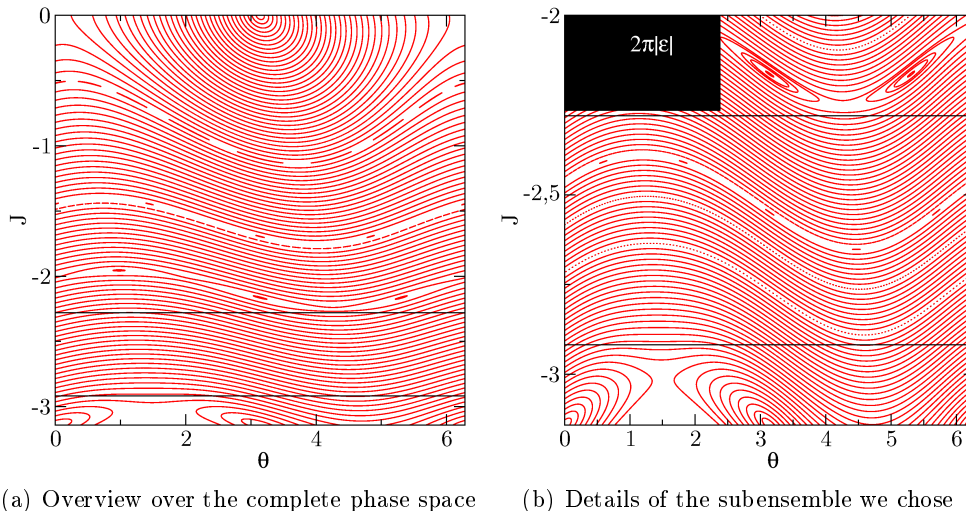 0
-1
-2
-3
J
0
2
4
6
θ
-2
-2,5
-3
J
2π|ε|
0
1
2
3
4
5
6
θ
(a) Overview over the complete phase space
(b) Details of the subensemble we chose